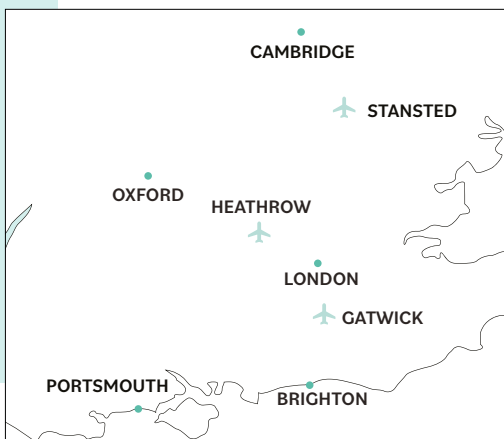 CAMBRIDGE
STANSTED
OXFORD
HEATHROW
LONDON
GATWICK
PORTSMOUTH
BRIGHTON